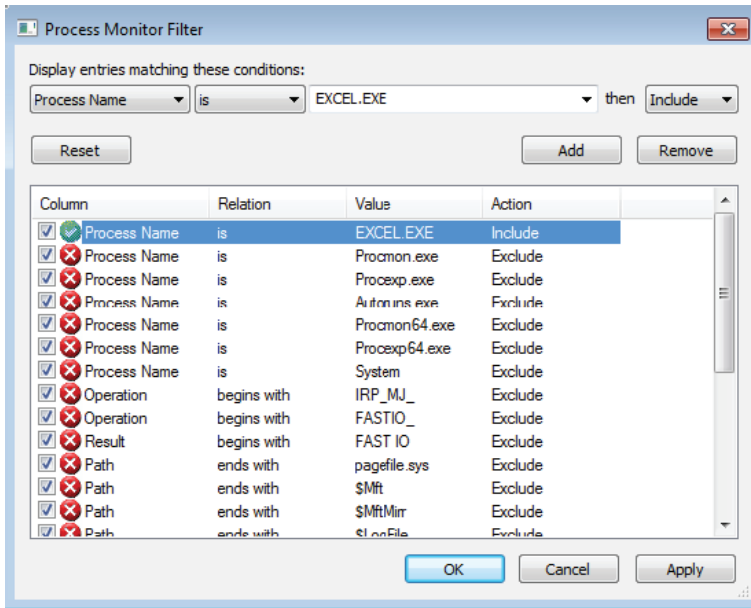 Process Monitor Filter
Display entries matching these conditions:
Process Name is EXCEL.EXE then Include
Reset Add Remove
Column Relation Value Action
Process Name is EXCEL.EXE Include
Process Name is Procmon.exe Exclude
Process Name is Procexp.exe Exclude
Process Name is Autoruns.exe Exclude
Process Name is Procmon64.exe Exclude
Process Name is Procexp64.exe Exclude
Process Name is System Exclude
Operation begins with IRP_MJ_ Exclude
Operation begins with FASTIO_ Exclude
Result begins with FAST IO Exclude
Path ends with pagefile.sys Exclude
Path ends with $Mft Exclude
Path ends with $MftMirr Exclude
Path ends with $LogFile Exclude
OK Cancel Apply